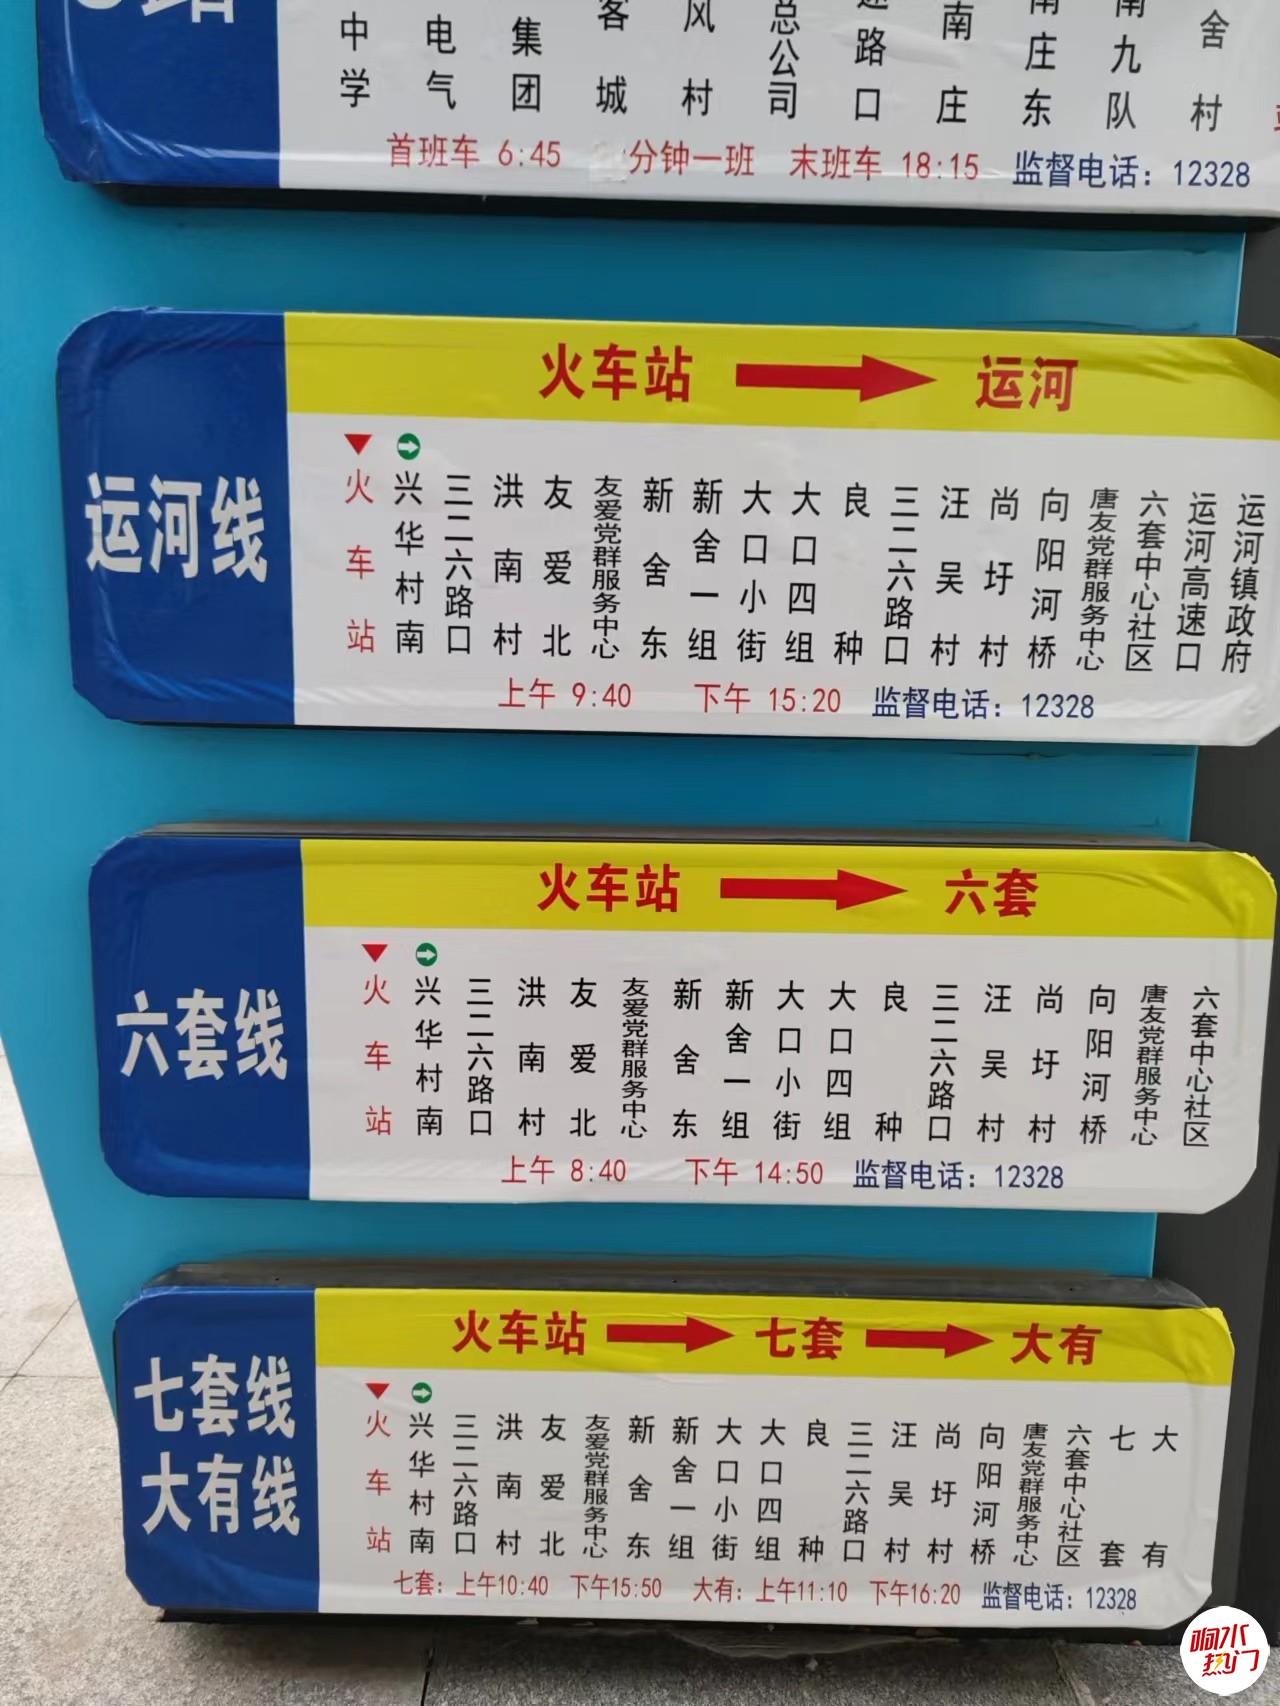 路
中学
电气
集团
客城
风村
总公司
路口
南庄
南庄东
南九队
舍村
首班车 6:45 分钟一班 末班车 18:15 监督电话：12328
运河线
火车站 运河
火车站
兴华村南
三二六路口
洪南村
友爱北
友爱党群服务中心
新舍东
新舍一组
大口小街
大口四组
良种
三二六路口
汪吴村
尚圩村
向阳河桥
唐友党群服务中心
六套中心社区
运河高速口
运河镇政府
上午 9:40 下午 15:20 监督电话：12328
六套线
火车站 六套
火车站
兴华村南
三二六路口
洪南村
友爱北
友爱党群服务中心
新舍东
新舍一组
大口小街
大口四组
良种
三二六路口
汪吴村
尚圩村
向阳河桥
唐友党群服务中心
六套中心社区
上午 8:40 下午 14:50 监督电话：12328
七套线
大有线
火车站 七套 大有
火车站
兴华村南
三二六路口
洪南村
友爱北
友爱党群服务中心
新舍东
新舍一组
大口小街
大口四组
良种
三二六路口
汪吴村
尚圩村
向阳河桥
唐友党群服务中心
六套中心社区
七套
大有
七套：上午10:40 下午15:50 大有：上午11:10 下午16:20 监督电话：12328
响水
热门